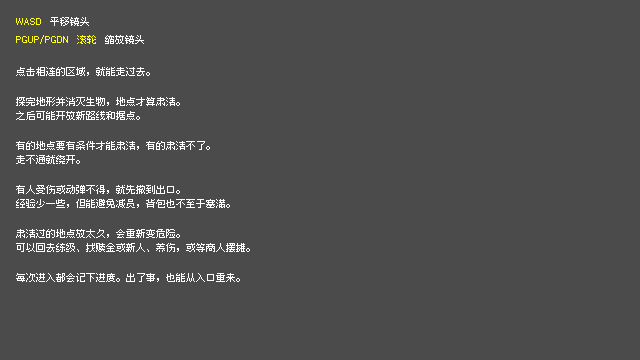 WASD 平移镜头
PGUP/PGDN 滚轮 缩放镜头
点击相连的区域，就能走过去。
探完地形并消灭生物，地点才算肃清。
之后可能开放新路线和据点。
有的地点要有条件才能肃清，有的肃清不了。
走不通就绕开。
有人受伤或动弹不得，就先撤到出口。
经验少一些，但能避免减员，背包也不至于塞满。
肃清过的地点放太久，会重新变危险。
可以回去练级、找赎金或新人、养伤，或等商人摆摊。
每次进入都会记下进度。出了事，也能从入口重来。